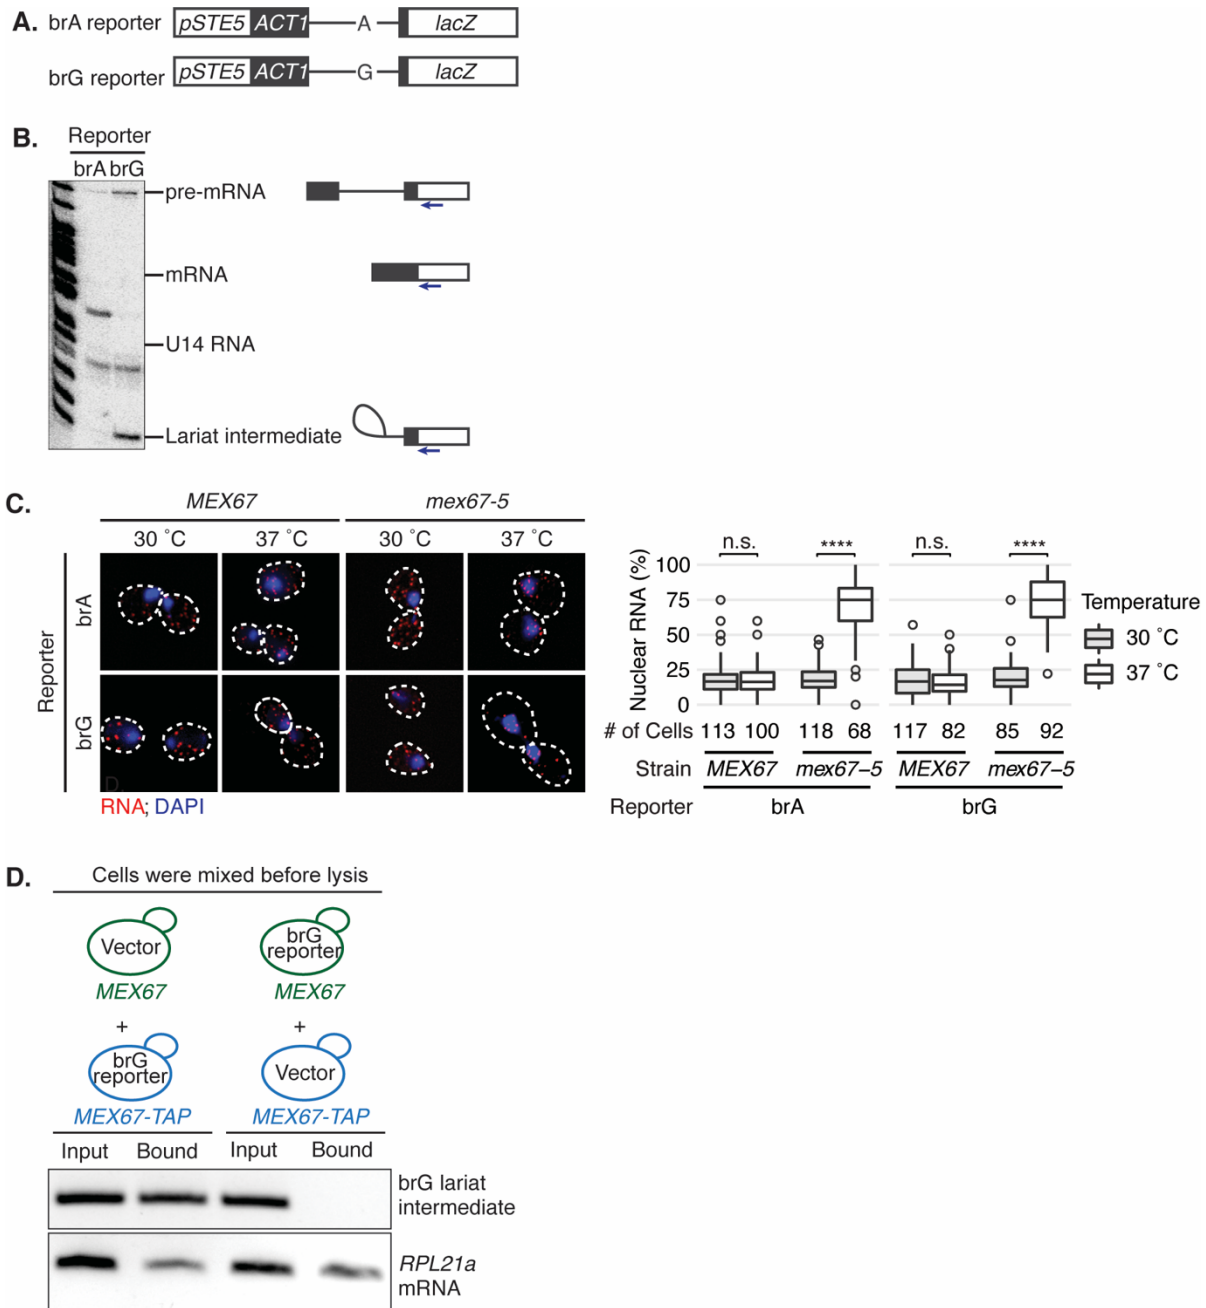 A.
brA reporter
pSTE5 ACT1 A lacZ
brG reporter
pSTE5 ACT1 G lacZ
B.
Reporter
brA brG
pre-mRNA
mRNA
U14 RNA
Lariat intermediate
C.
MEX67 mex67-5
30 ˚C 37 ˚C 30 ˚C 37 ˚C
Reporter
brA
brG
D.
RNA; DAPI
n.s. **** n.s. ****
Nuclear RNA (%)
100
75
50
25
0
Temperature
30 ˚C
37 ˚C
# of Cells 113 100 118 68 117 82 85 92
Strain MEX67 mex67–5 MEX67 mex67–5
Reporter brA brG
D.
Cells were mixed before lysis
Vector
MEX67
+
brG
reporter
MEX67-TAP
brG
reporter
MEX67
+
Vector
MEX67-TAP
Input Bound Input Bound
brG lariat
intermediate
RPL21a
mRNA